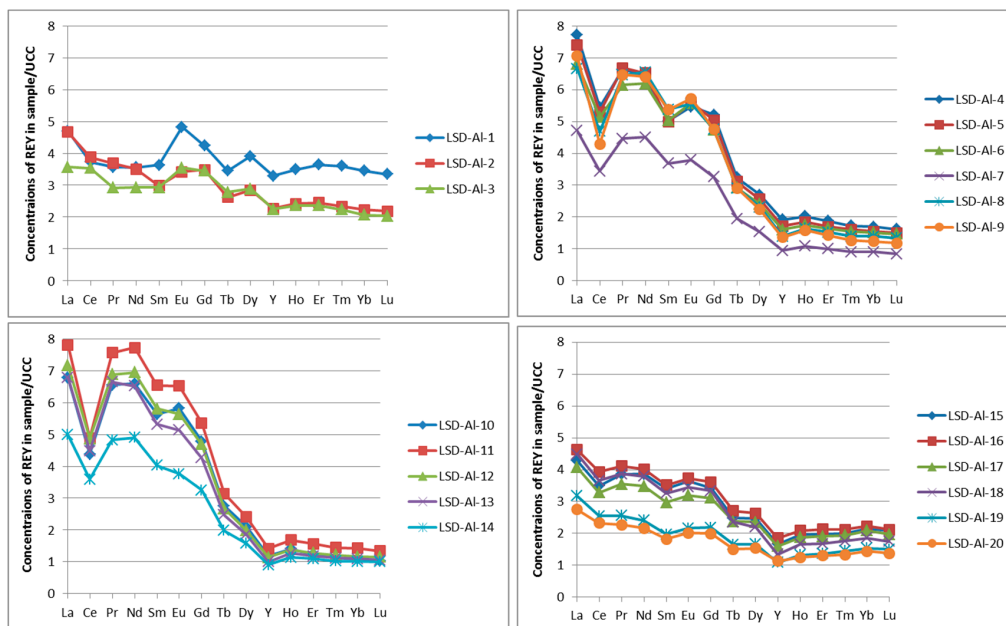 Concentraions of REY in sample/UCC
8
7
6
5
4
3
2
1
0
La Ce Pr Nd Sm Eu Gd Tb Dy Y Ho Er Tm Yb Lu
LSD-Al-1
LSD-Al-2
LSD-Al-3
Concentraions of REY in sample/UCC
8
7
6
5
4
3
2
1
0
La Ce Pr Nd Sm Eu Gd Tb Dy Y Ho Er Tm Yb Lu
LSD-Al-4
LSD-Al-5
LSD-Al-6
LSD-Al-7
LSD-Al-8
LSD-Al-9
Concentraions of REY in sample/UCC
8
7
6
5
4
3
2
1
0
La Ce Pr Nd Sm Eu Gd Tb Dy Y Ho Er Tm Yb Lu
LSD-Al-10
LSD-Al-11
LSD-Al-12
LSD-Al-13
LSD-Al-14
Concentraions of REY in sample/UCC
8
7
6
5
4
3
2
1
0
La Ce Pr Nd Sm Eu Gd Tb Dy Y Ho Er Tm Yb Lu
LSD-Al-15
LSD-Al-16
LSD-Al-17
LSD-Al-18
LSD-Al-19
LSD-Al-20